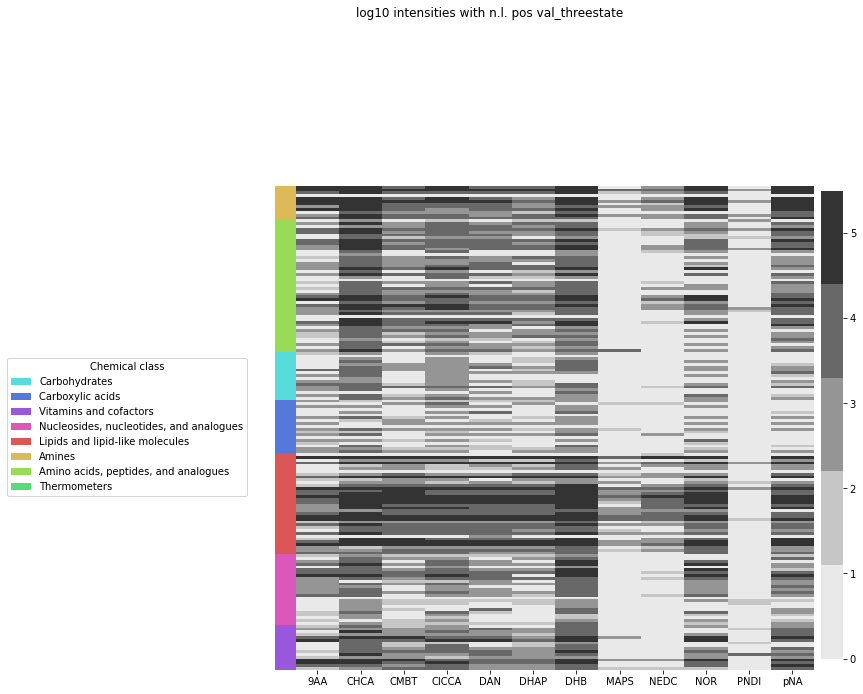 log10 intensities with n.l. pos val_threestate
Chemical class
Carbohydrates
Carboxylic acids
Vitamins and cofactors
Nucleosides, nucleotides, and analogues
Lipids and lipid-like molecules
Amines
Amino acids, peptides, and analogues
Thermometers
5
4
3
2
1
0
9AA CHCA CMBT ClCCA DAN DHAP DHB MAPS NEDC NOR PNDI pNA